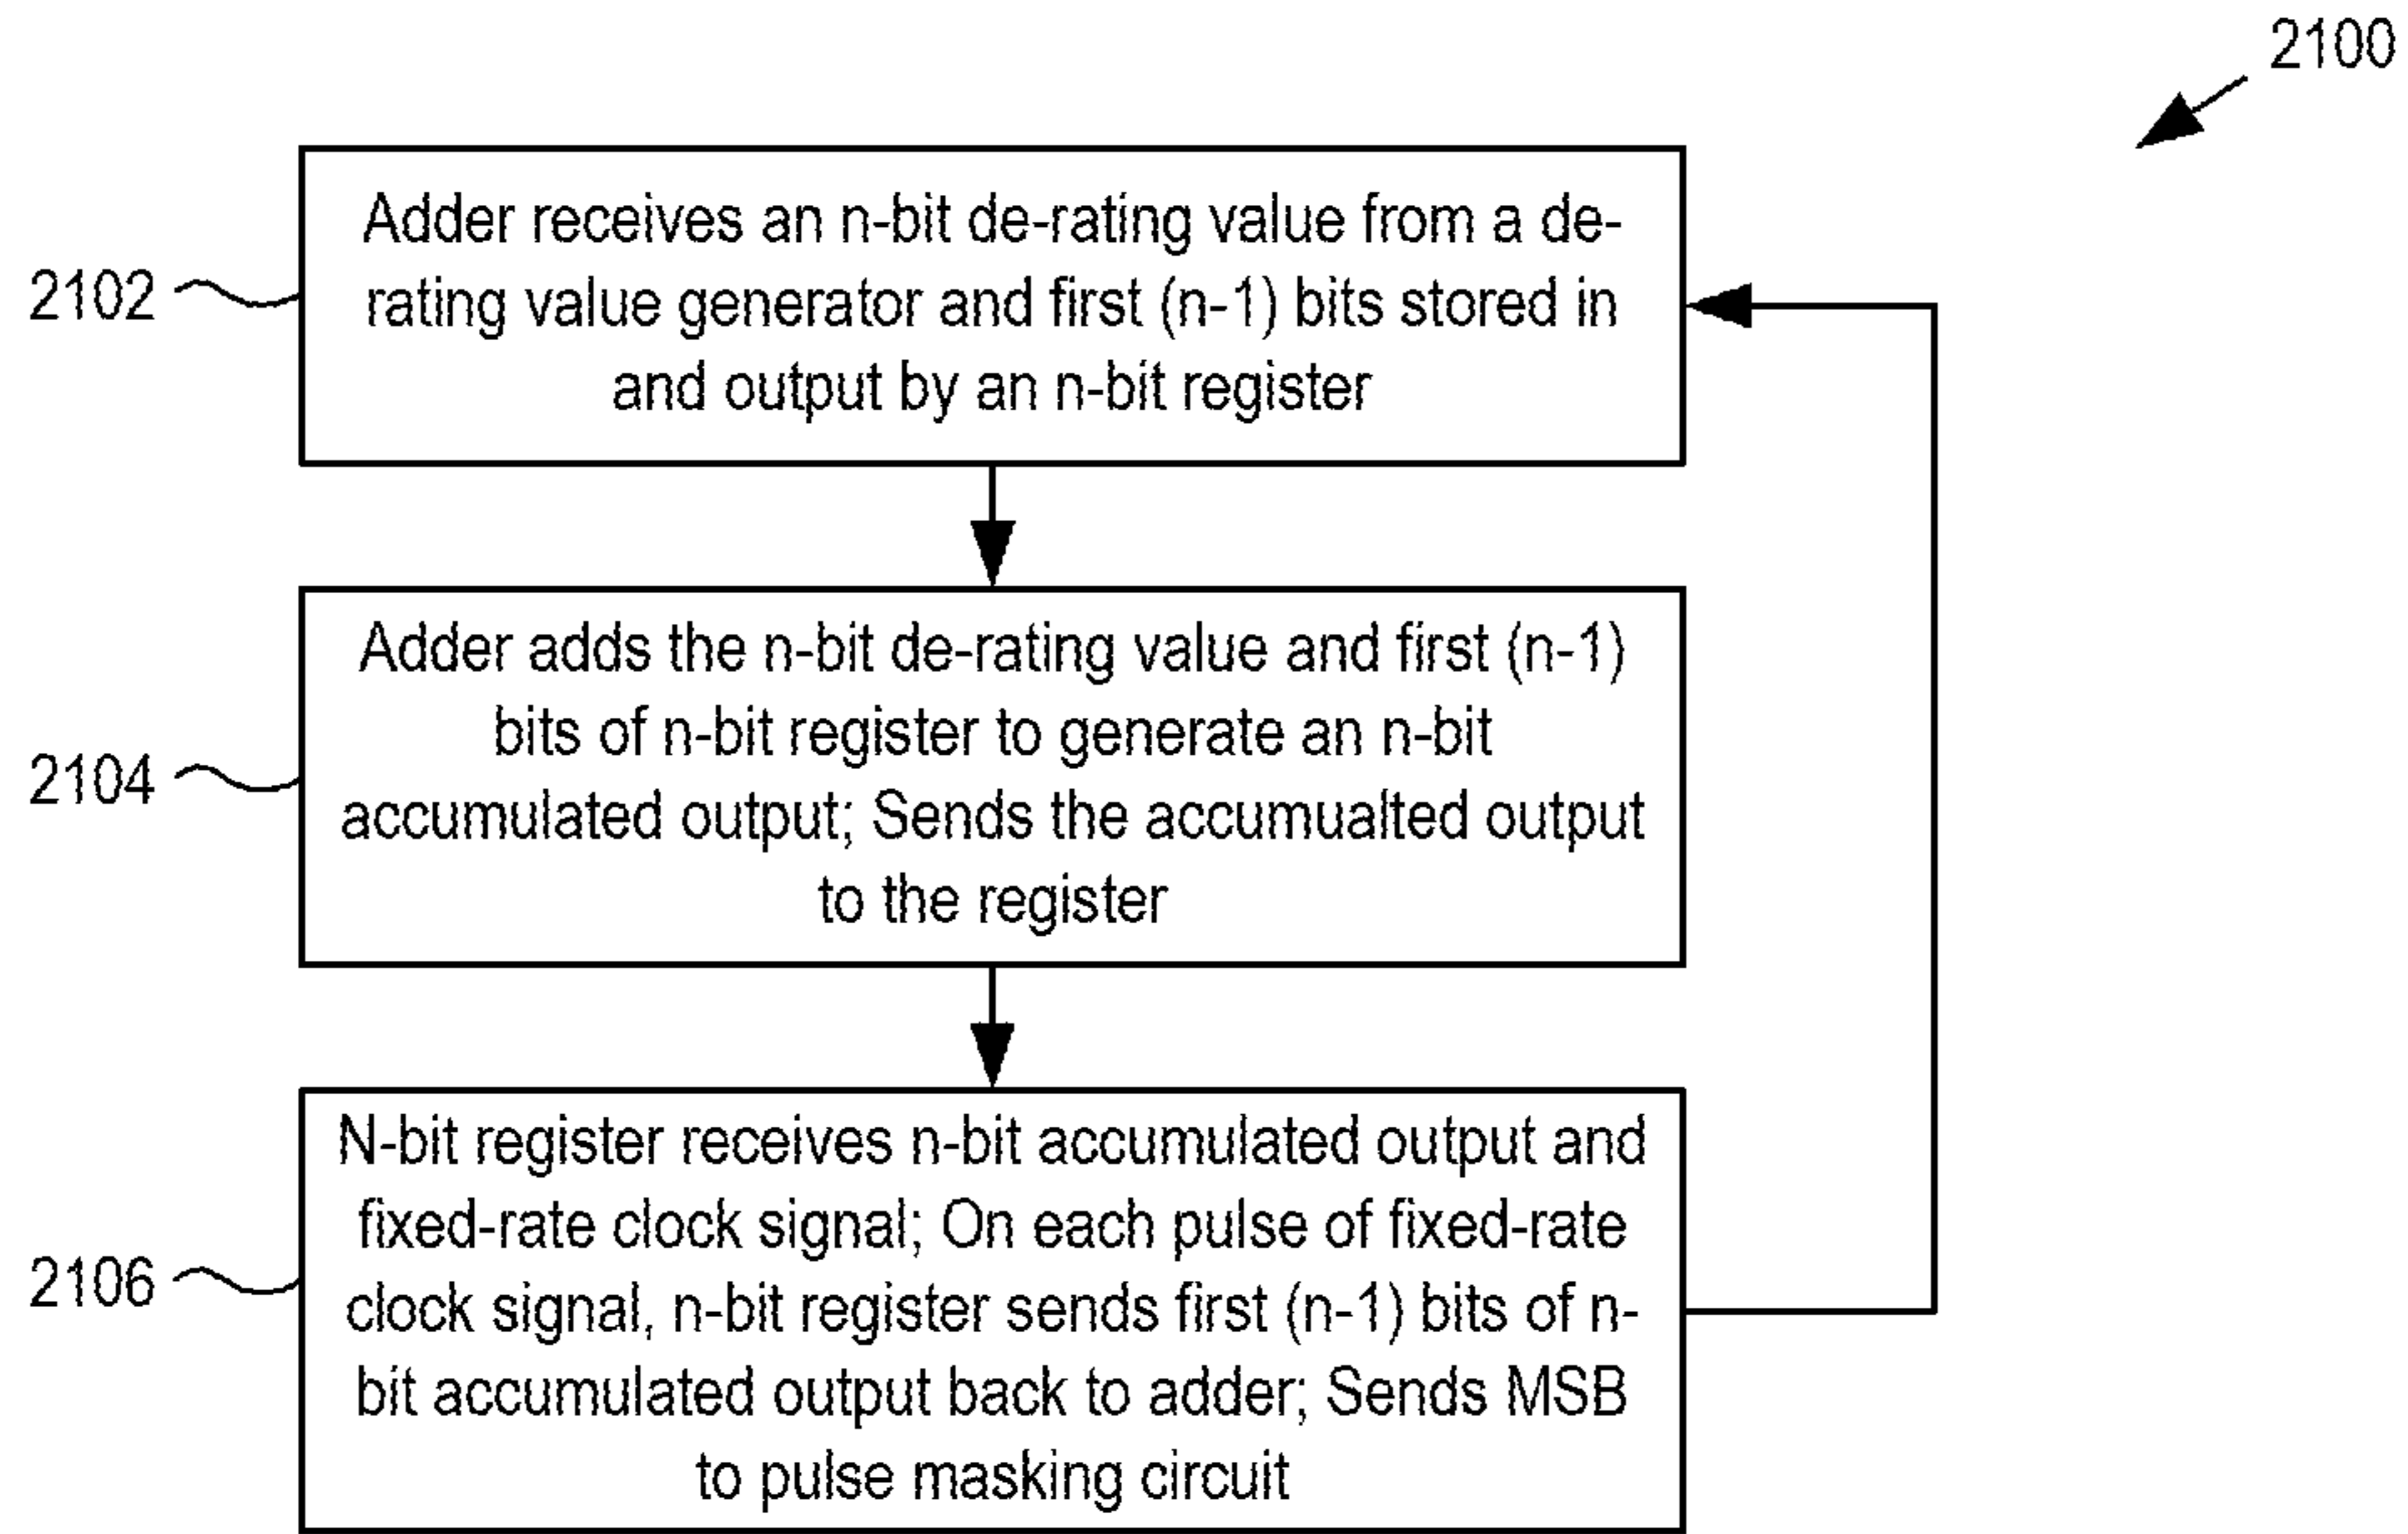 2100
2102
Adder receives an n-bit de-rating value from a de-
rating value generator and first (n-1) bits stored in
and output by an n-bit register
2104
Adder adds the n-bit de-rating value and first (n-1)
bits of n-bit register to generate an n-bit
accumulated output; Sends the accumualted output
to the register
2106
N-bit register receives n-bit accumulated output and
fixed-rate clock signal; On each pulse of fixed-rate
clock signal, n-bit register sends first (n-1) bits of n-
bit accumulated output back to adder; Sends MSB
to pulse masking circuit